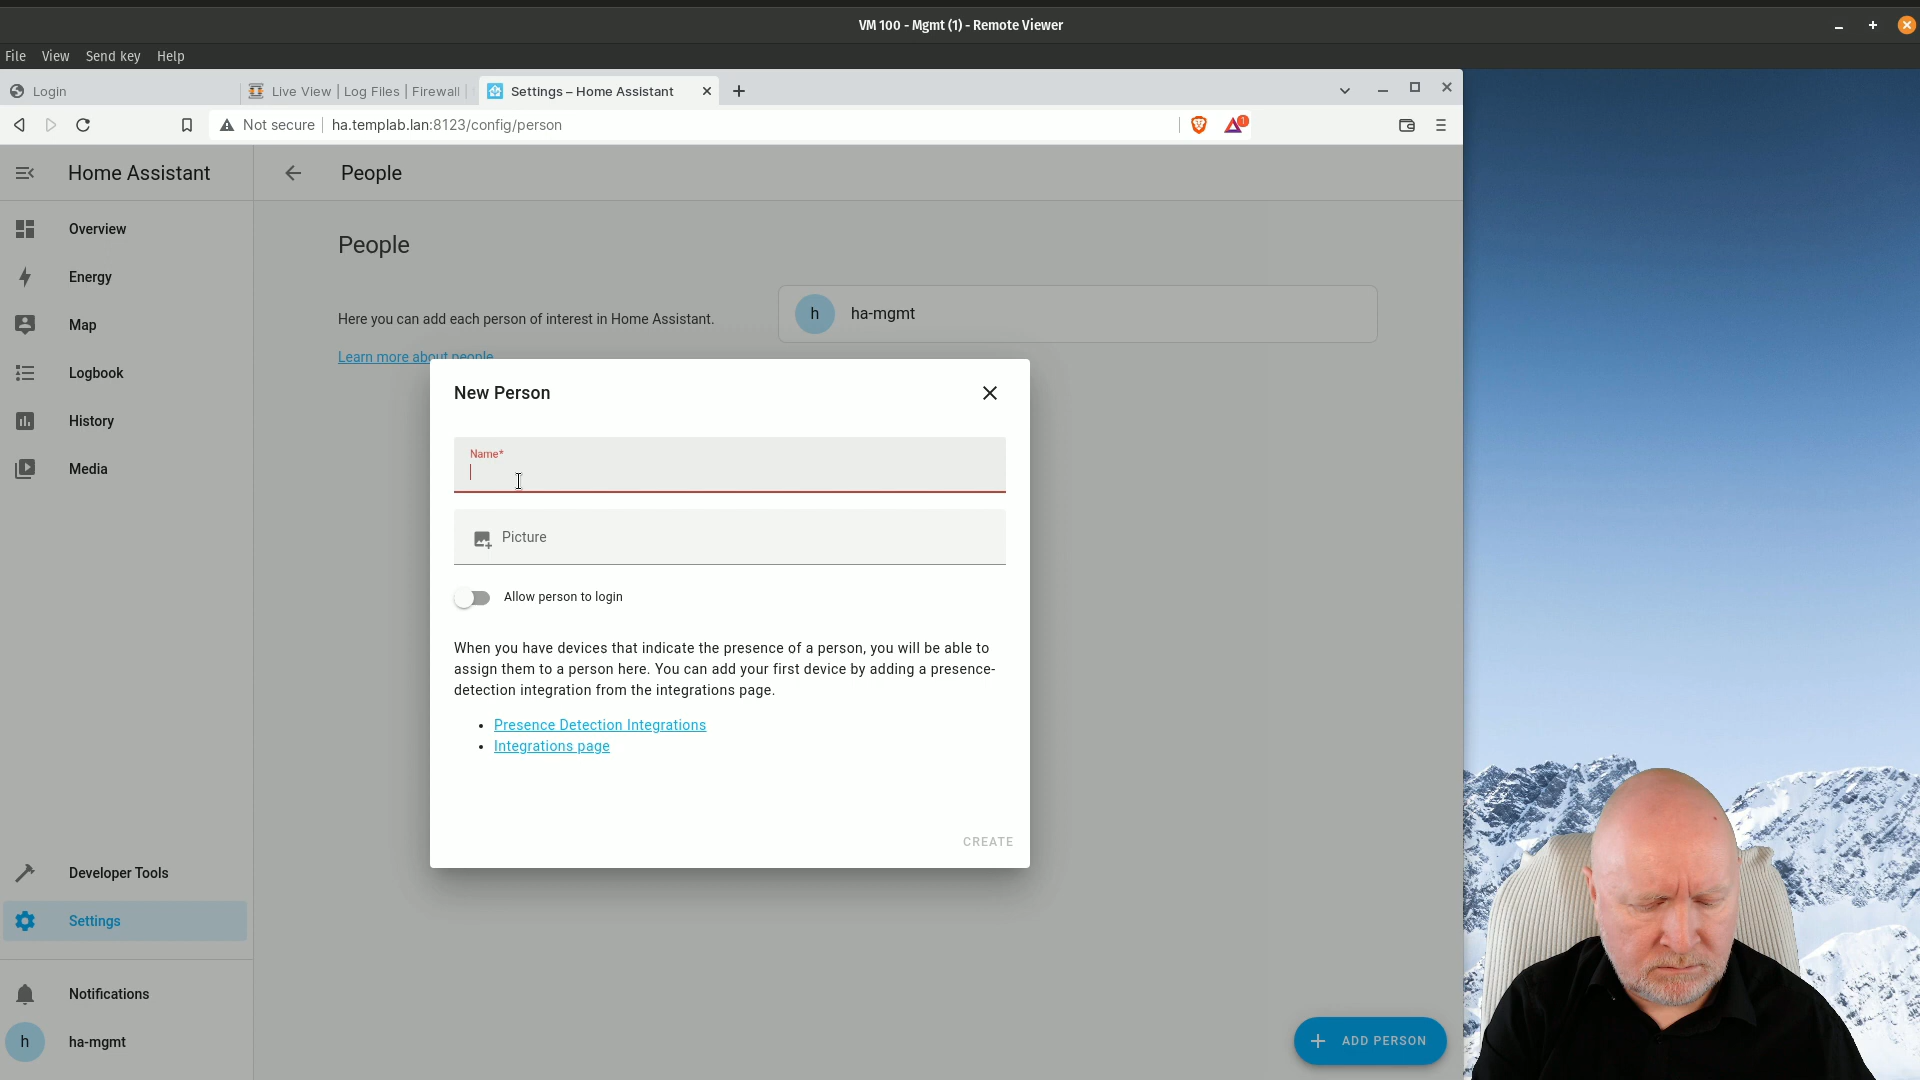 VM 100 - Mgmt (1) - Remote Viewer
File View Send key Help
Login
Live View | Log Files | Firewall |
Settings – Home Assistant
Not secure ha.templab.lan:8123/config/person
1
Home Assistant
People
Overview
Energy
Map
Logbook
History
Media
Developer Tools
Settings
Notifications
h ha-mgmt
People
Here you can add each person of interest in Home Assistant.
Learn more about people
h ha-mgmt
New Person
Name*
Picture
Allow person to login
When you have devices that indicate the presence of a person, you will be able to
assign them to a person here. You can add your first device by adding a presence-
detection integration from the integrations page.
• Presence Detection Integrations
• Integrations page
CREATE
ADD PERSON